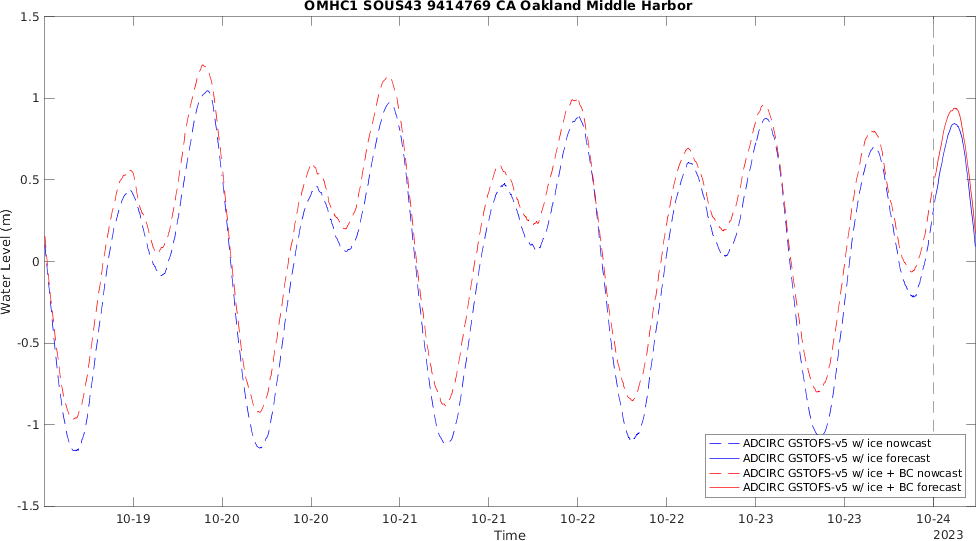 OMHC1 SOUS43 9414769 CA Oakland Middle Harbor
1.5
1
0.5
0
-0.5
-1
-1.5
Water Level (m)
10-19
10-20
10-20
10-21
10-21
10-22
10-22
10-23
10-23
10-24
2023
Time
ADCIRC GSTOFS-v5 w/ ice nowcast
ADCIRC GSTOFS-v5 w/ ice forecast
ADCIRC GSTOFS-v5 w/ ice + BC nowcast
ADCIRC GSTOFS-v5 w/ ice + BC forecast